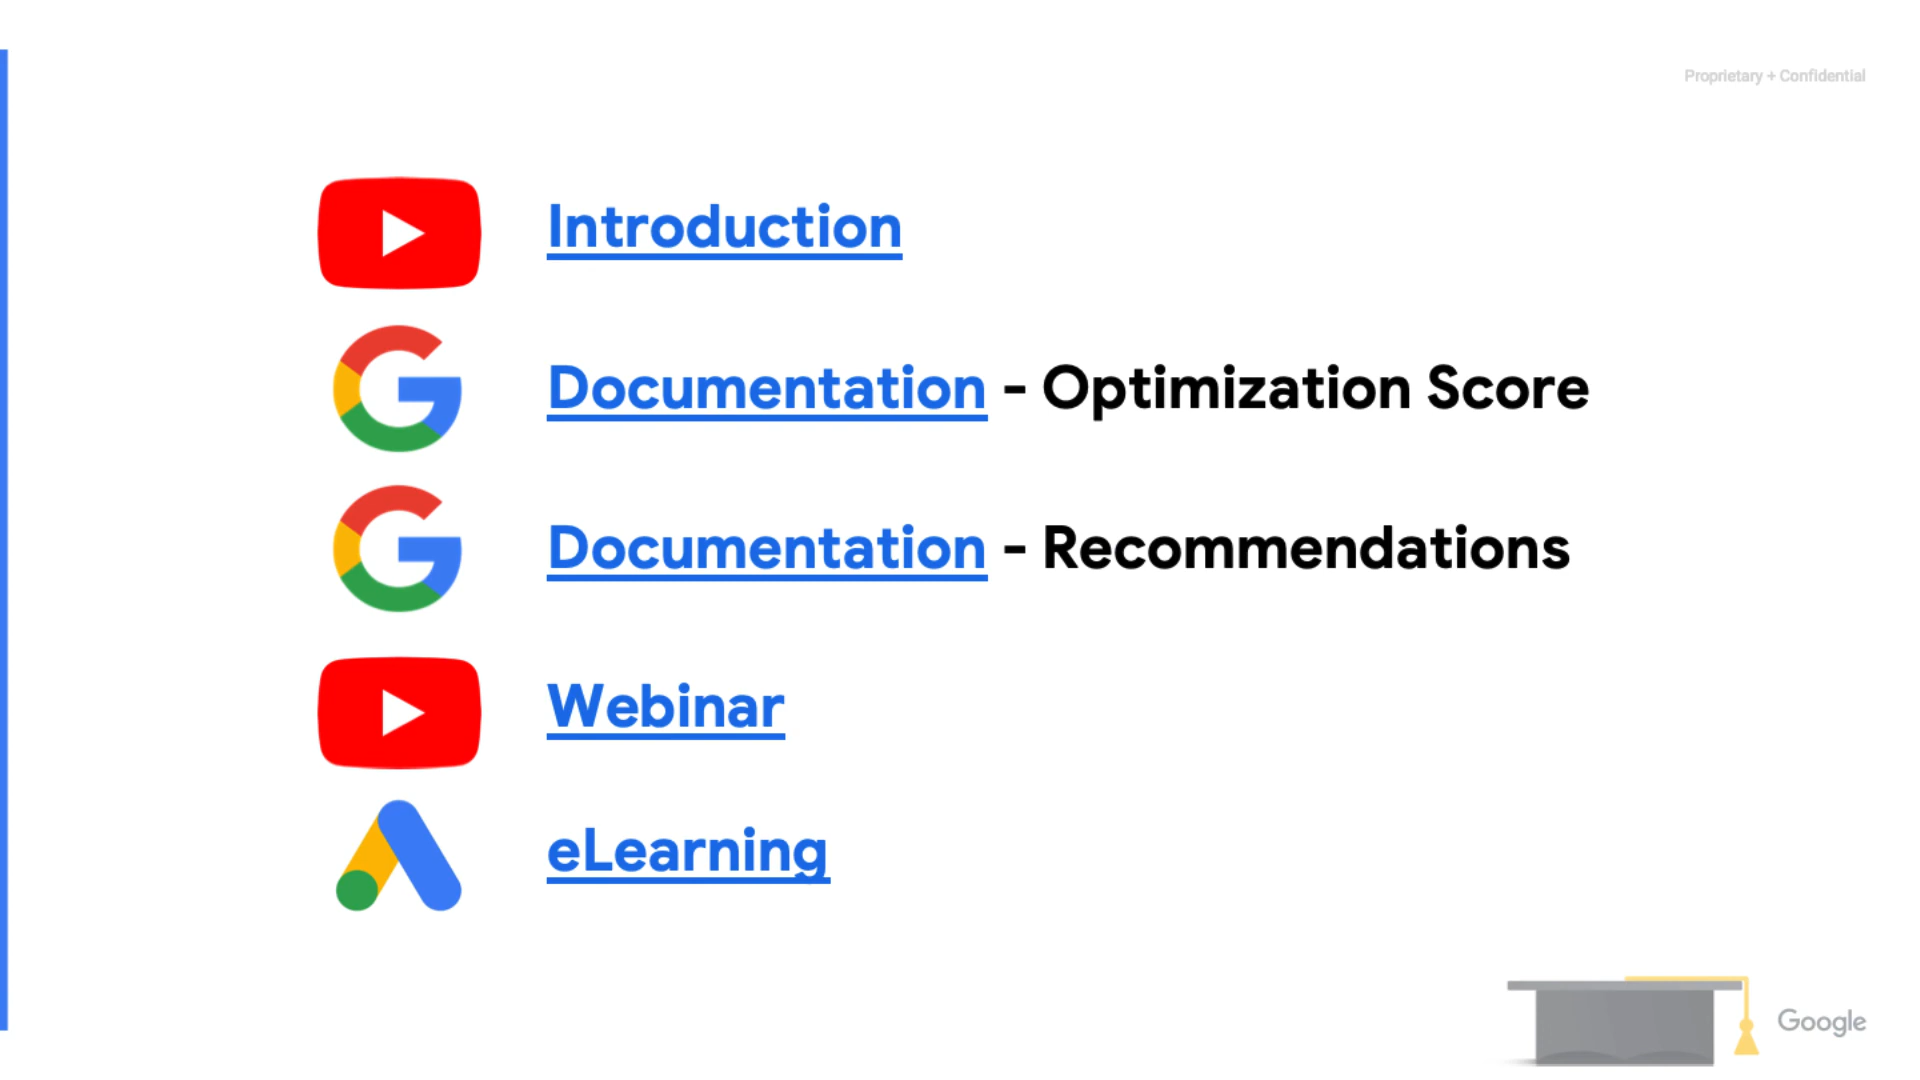 Proprietary + Confidential
Introduction
Documentation - Optimization Score
Documentation - Recommendations
Webinar
eLearning
Google